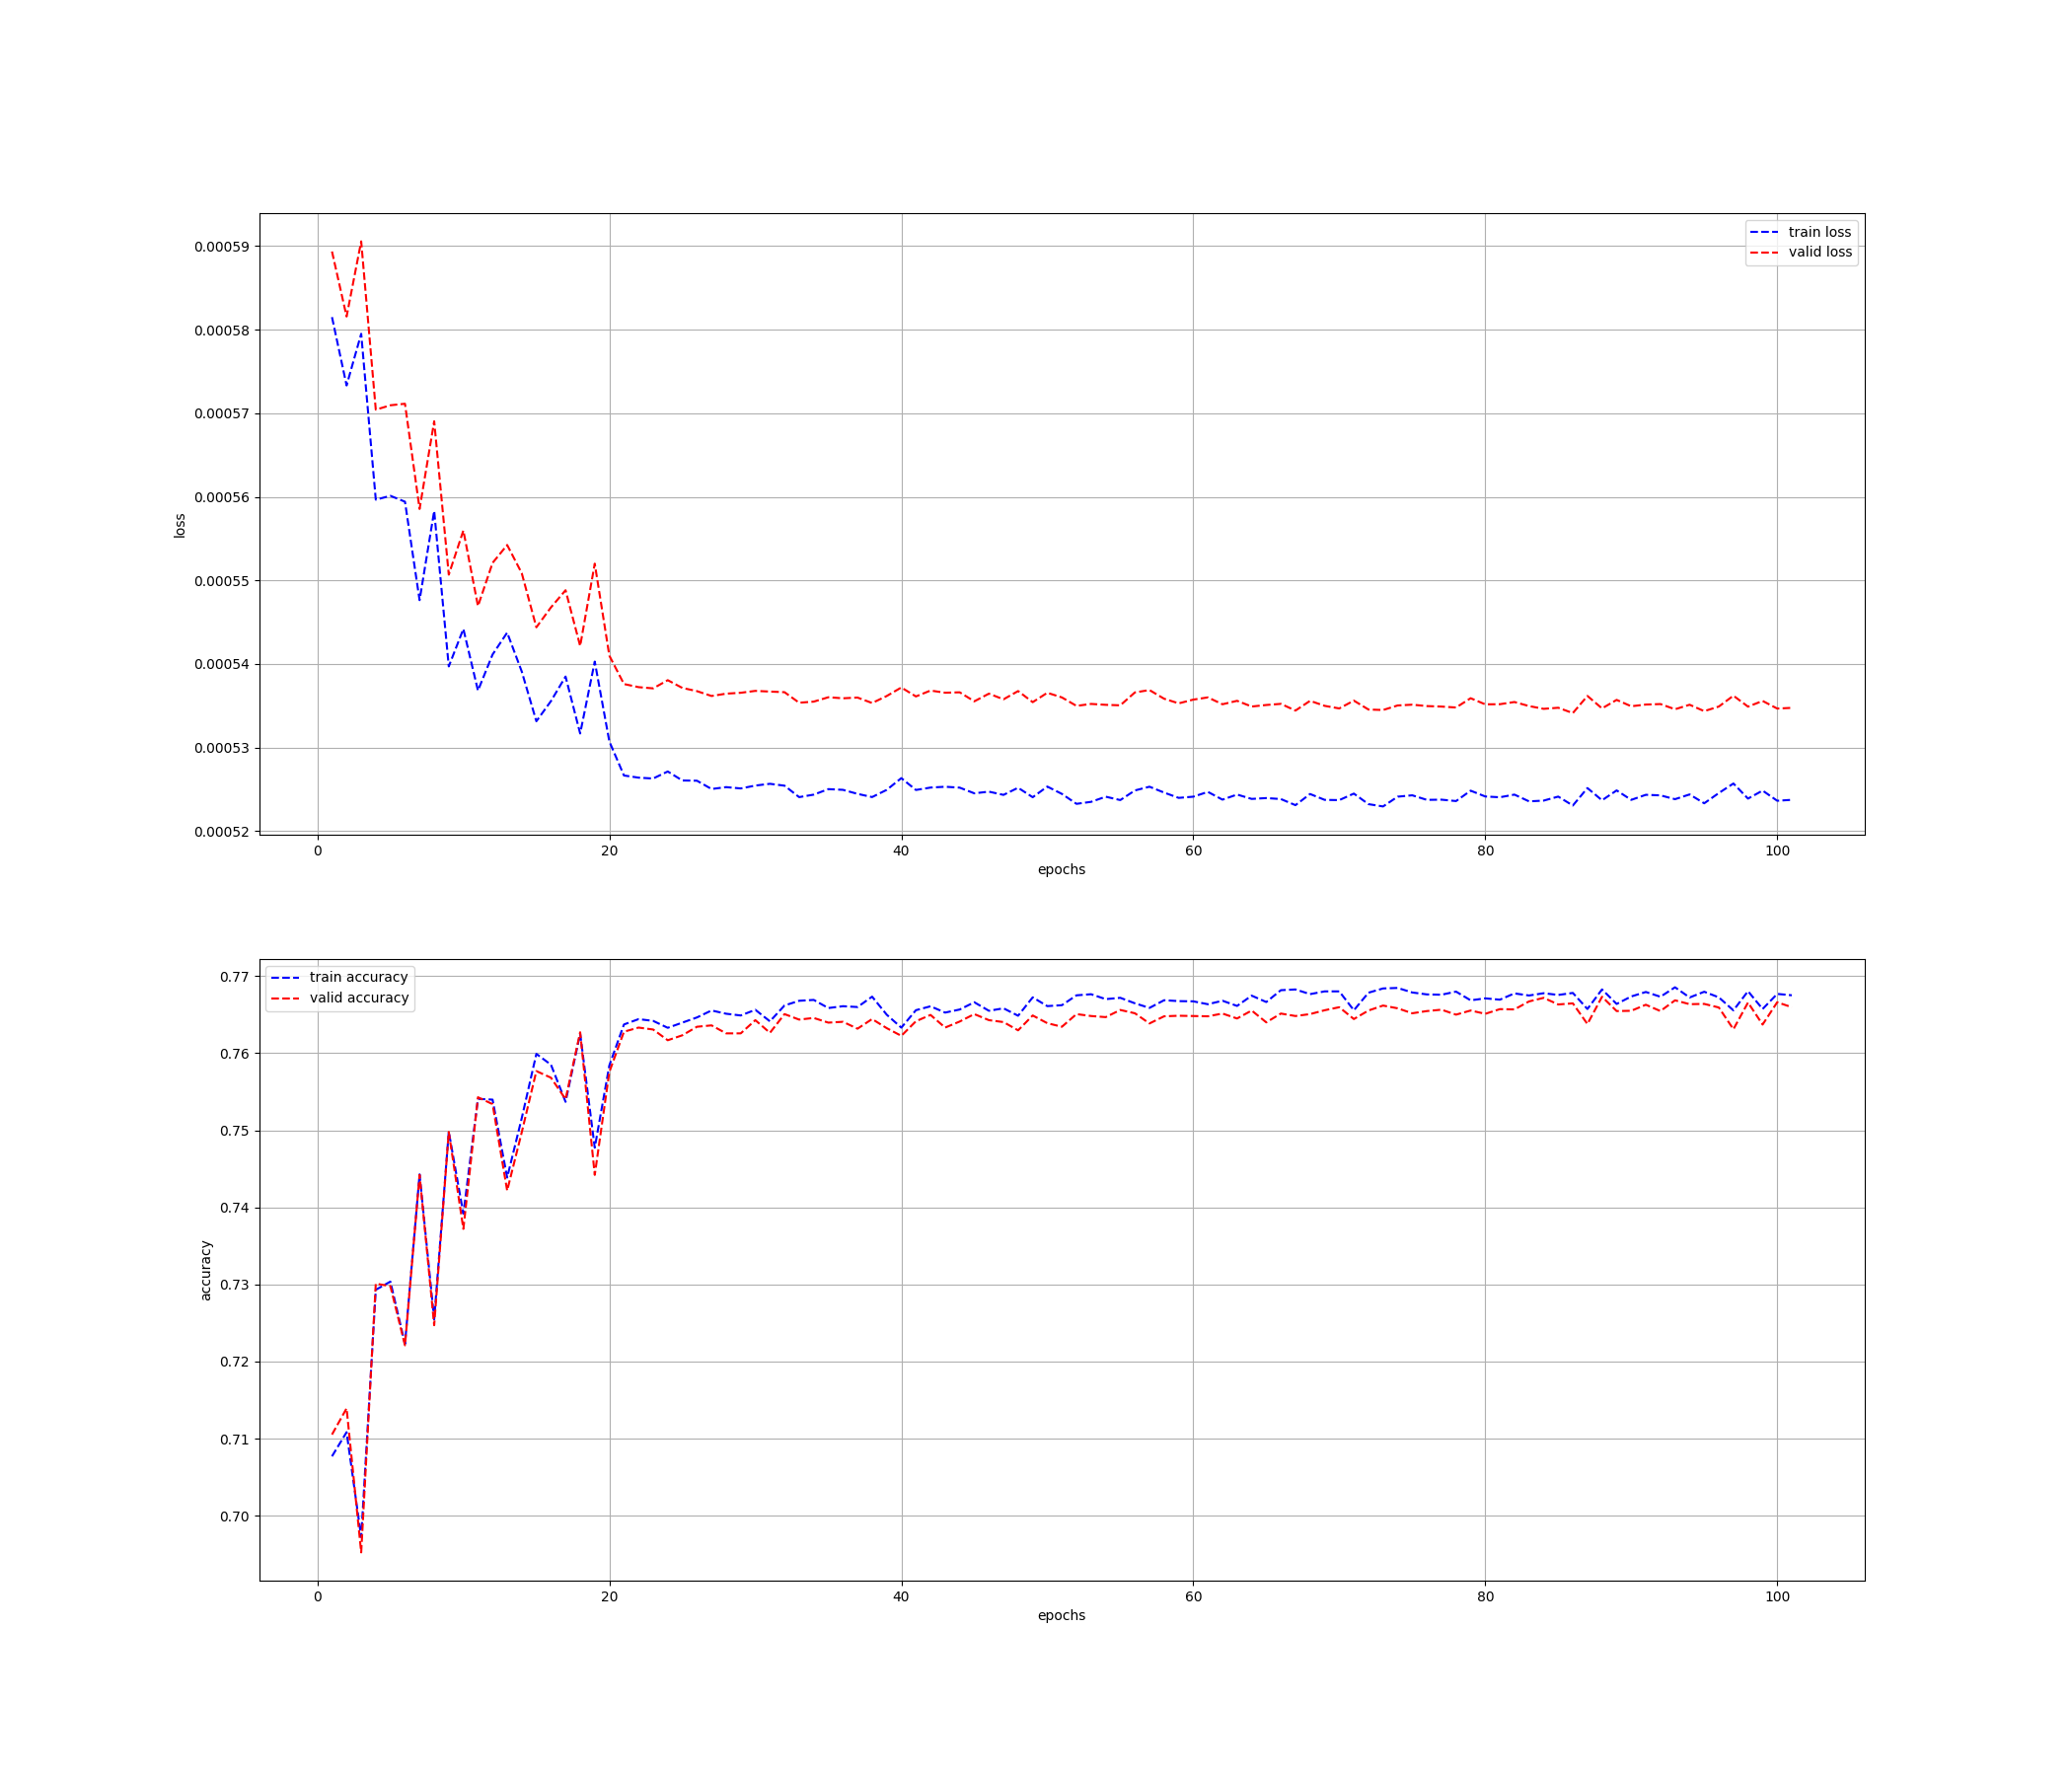 train loss
valid loss
0.00059
0.00058
0.00057
0.00056
0.00055
0.00054
0.00053
0.00052
loss
0 20 40 60 80 100
epochs
train accuracy
valid accuracy
0.77
0.76
0.75
0.74
0.73
0.72
0.71
0.70
accuracy
0 20 40 60 80 100
epochs